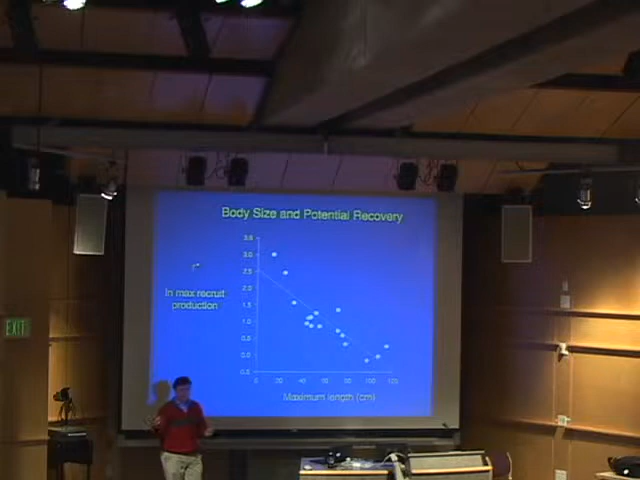 Body Size and Potential Recovery
3.5
3.0
2.5
2.0
1.5
1.0
0.5
0.0
-0.5
ln max recruit
production
0 20 40 60 80 100 120
Maximum length (cm)
EXIT